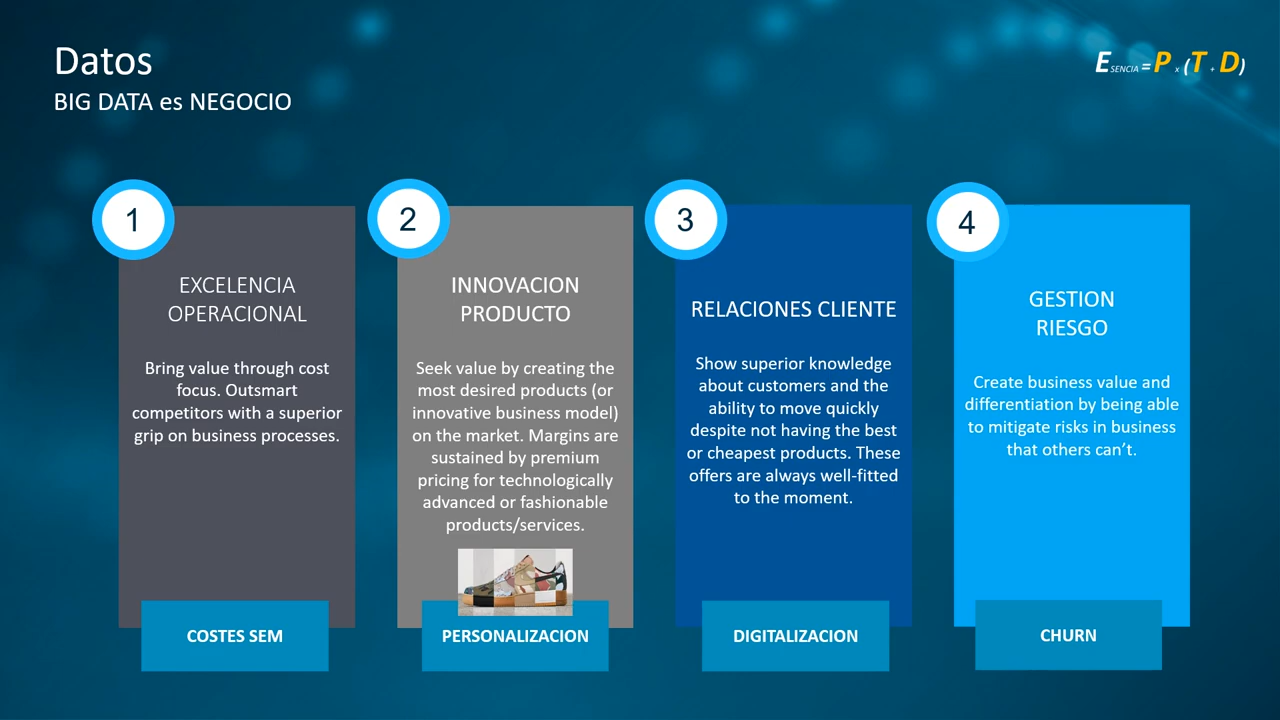 Datos
BIG DATA es NEGOCIO
ESENCIA = P x (T + D)
1
EXCELENCIA
OPERACIONAL
Bring value through cost
focus. Outsmart
competitors with a superior
grip on business processes.
COSTES SEM
2
INNOVACION
PRODUCTO
Seek value by creating the
most desired products (or
innovative business model)
on the market. Margins are
sustained by premium
pricing for technologically
advanced or fashionable
products/services.
PERSONALIZACION
3
RELACIONES CLIENTE
Show superior knowledge
about customers and the
ability to move quickly
despite not having the best
or cheapest products. These
offers are always well-fitted
to the moment.
DIGITALIZACION
4
GESTION
RIESGO
Create business value and
differentiation by being able
to mitigate risks in business
that others can’t.
CHURN